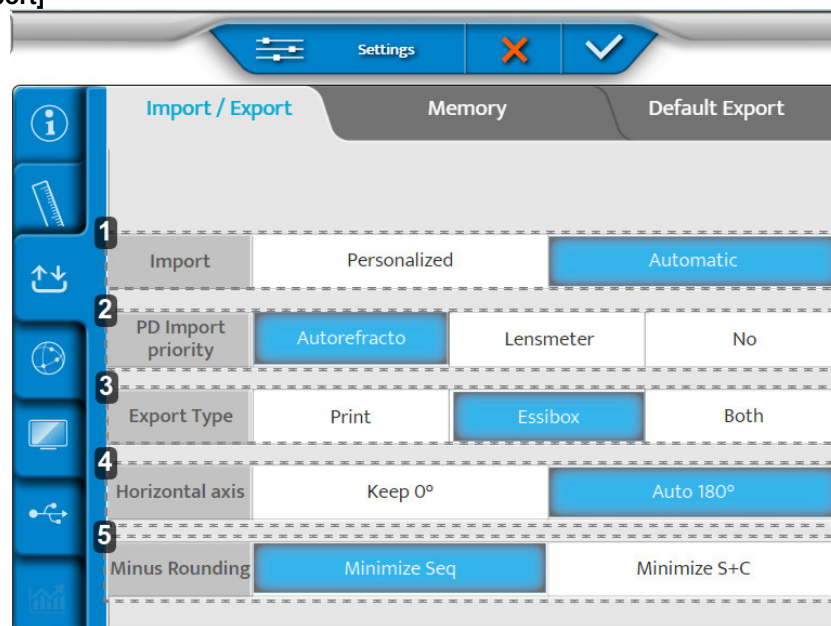 ort]
Settings
Import / Export Memory Default Export
1
Import Personalized Automatic
2
PD Import
priority
Autorefracto Lensmeter No
3
Export Type Print Essibox Both
4
Horizontal axis Keep 0° Auto 180°
5
Minus Rounding Minimize Seq Minimize S+C